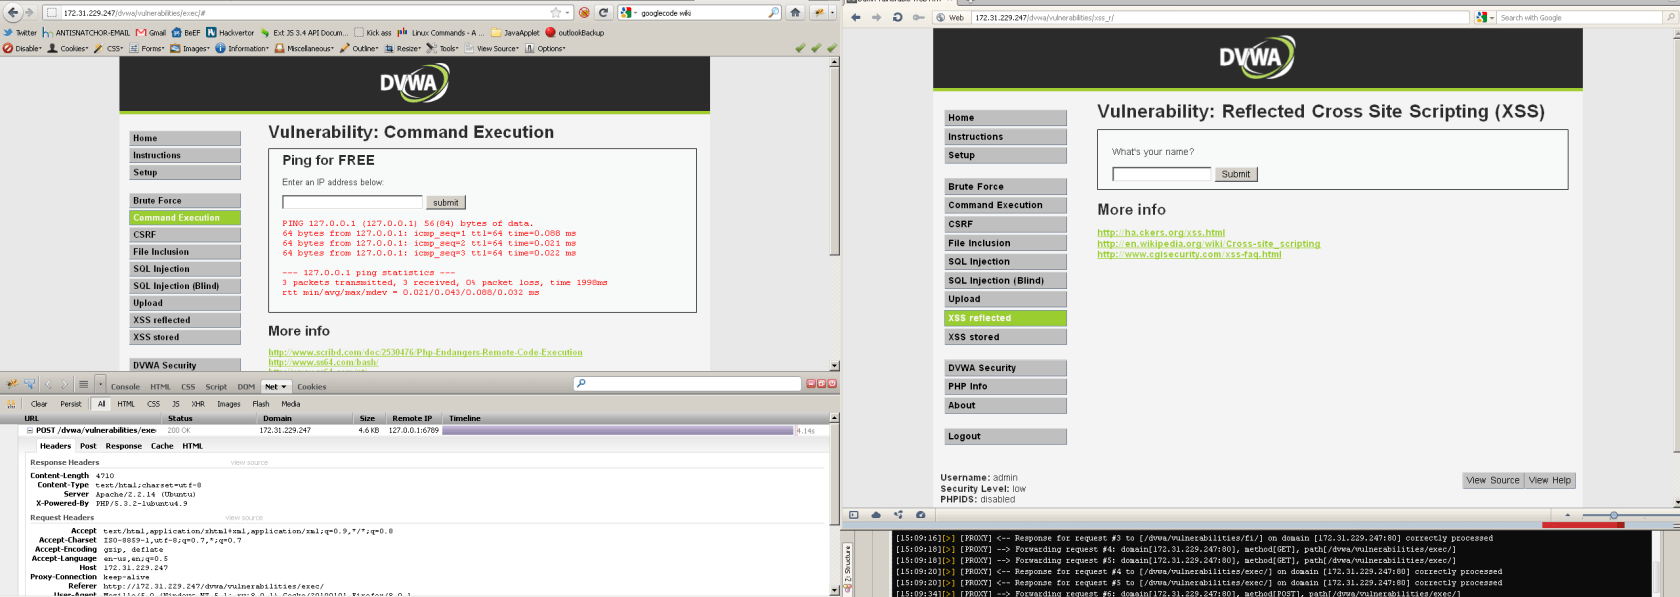 172.31.229.247/dvwa/vulnerabilities/exec/#
googlecode wiki
Twitter ANTISNATCHOR-EMAIL Gmail BeEF Hackvertor Ext JS 3.4 API Docum... Kick ass Linux Commands - A ... JavaApplet outlookBackup
Disable Cookies CSS Forms Images Information Miscellaneous Outline Resize Tools View Source Options
DVWA
Home
Instructions
Setup
Brute Force
Command Execution
CSRF
File Inclusion
SQL Injection
SQL Injection (Blind)
Upload
XSS reflected
XSS stored
DVWA Security
Vulnerability: Command Execution
Ping for FREE
Enter an IP address below:
submit
PING 127.0.0.1 (127.0.0.1) 56(84) bytes of data.
64 bytes from 127.0.0.1: icmp_seq=1 ttl=64 time=0.088 ms
64 bytes from 127.0.0.1: icmp_seq=2 ttl=64 time=0.021 ms
64 bytes from 127.0.0.1: icmp_seq=3 ttl=64 time=0.022 ms
--- 127.0.0.1 ping statistics ---
3 packets transmitted, 3 received, 0% packet loss, time 1998ms
rtt min/avg/max/mdev = 0.021/0.043/0.088/0.032 ms
More info
http://www.scribd.com/doc/2530476/Php-Endangers-Remote-Code-Execution
http://www.ss64.com/bash/
Console HTML CSS Script DOM Net Cookies
Clear Persist All HTML CSS JS XHR Images Flash Media
URL Status Domain Size Remote IP Timeline
POST /dvwa/vulnerabilities/exe 200 OK 172.31.229.247 4.6 KB 127.0.0.1:6789 4.14s
Headers Post Response Cache HTML
Response Headers view source
Content-Length 4710
Content-Type text/html;charset=utf-8
Server Apache/2.2.14 (Ubuntu)
X-Powered-By PHP/5.3.2-1ubuntu4.9
Request Headers view source
Accept text/html,application/xhtml+xml,application/xml;q=0.9,*/*;q=0.8
Accept-Charset ISO-8859-1,utf-8;q=0.7,*;q=0.7
Accept-Encoding gzip, deflate
Accept-Language en-us,en;q=0.5
Host 172.31.229.247
Proxy-Connection keep-alive
Referer http://172.31.229.247/dvwa/vulnerabilities/exec/
Web 172.31.229.247/dvwa/vulnerabilities/xss_r/
Search with Google
DVWA
Home
Instructions
Setup
Brute Force
Command Execution
CSRF
File Inclusion
SQL Injection
SQL Injection (Blind)
Upload
XSS reflected
XSS stored
DVWA Security
PHP Info
About
Logout
Vulnerability: Reflected Cross Site Scripting (XSS)
What's your name?
Submit
More info
http://ha.ckers.org/xss.html
http://en.wikipedia.org/wiki/Cross-site_scripting
http://www.cgisecurity.com/xss-faq.html
Username: admin
Security Level: low
PHPIDS: disabled
View Source View Help
2: Structure
[15:09:16][>] [PROXY] <-- Response for request #3 to [/dvwa/vulnerabilities/fi/] on domain [172.31.229.247:80] correctly processed
[15:09:18][>] [PROXY] --> Forwarding request #4: domain[172.31.229.247:80], method[GET], path[/dvwa/vulnerabilities/exec/]
[15:09:18][>] [PROXY] --> Forwarding request #5: domain[172.31.229.247:80], method[GET], path[/dvwa/vulnerabilities/exec/]
[15:09:20][>] [PROXY] <-- Response for request #4 to [/dvwa/vulnerabilities/exec/] on domain [172.31.229.247:80] correctly processed
[15:09:20][>] [PROXY] <-- Response for request #5 to [/dvwa/vulnerabilities/exec/] on domain [172.31.229.247:80] correctly processed
[15:09:34][>] [PROXY] --> Forwarding request #6: domain[172.31.229.247:80], method[POST], path[/dvwa/vulnerabilities/exec/]